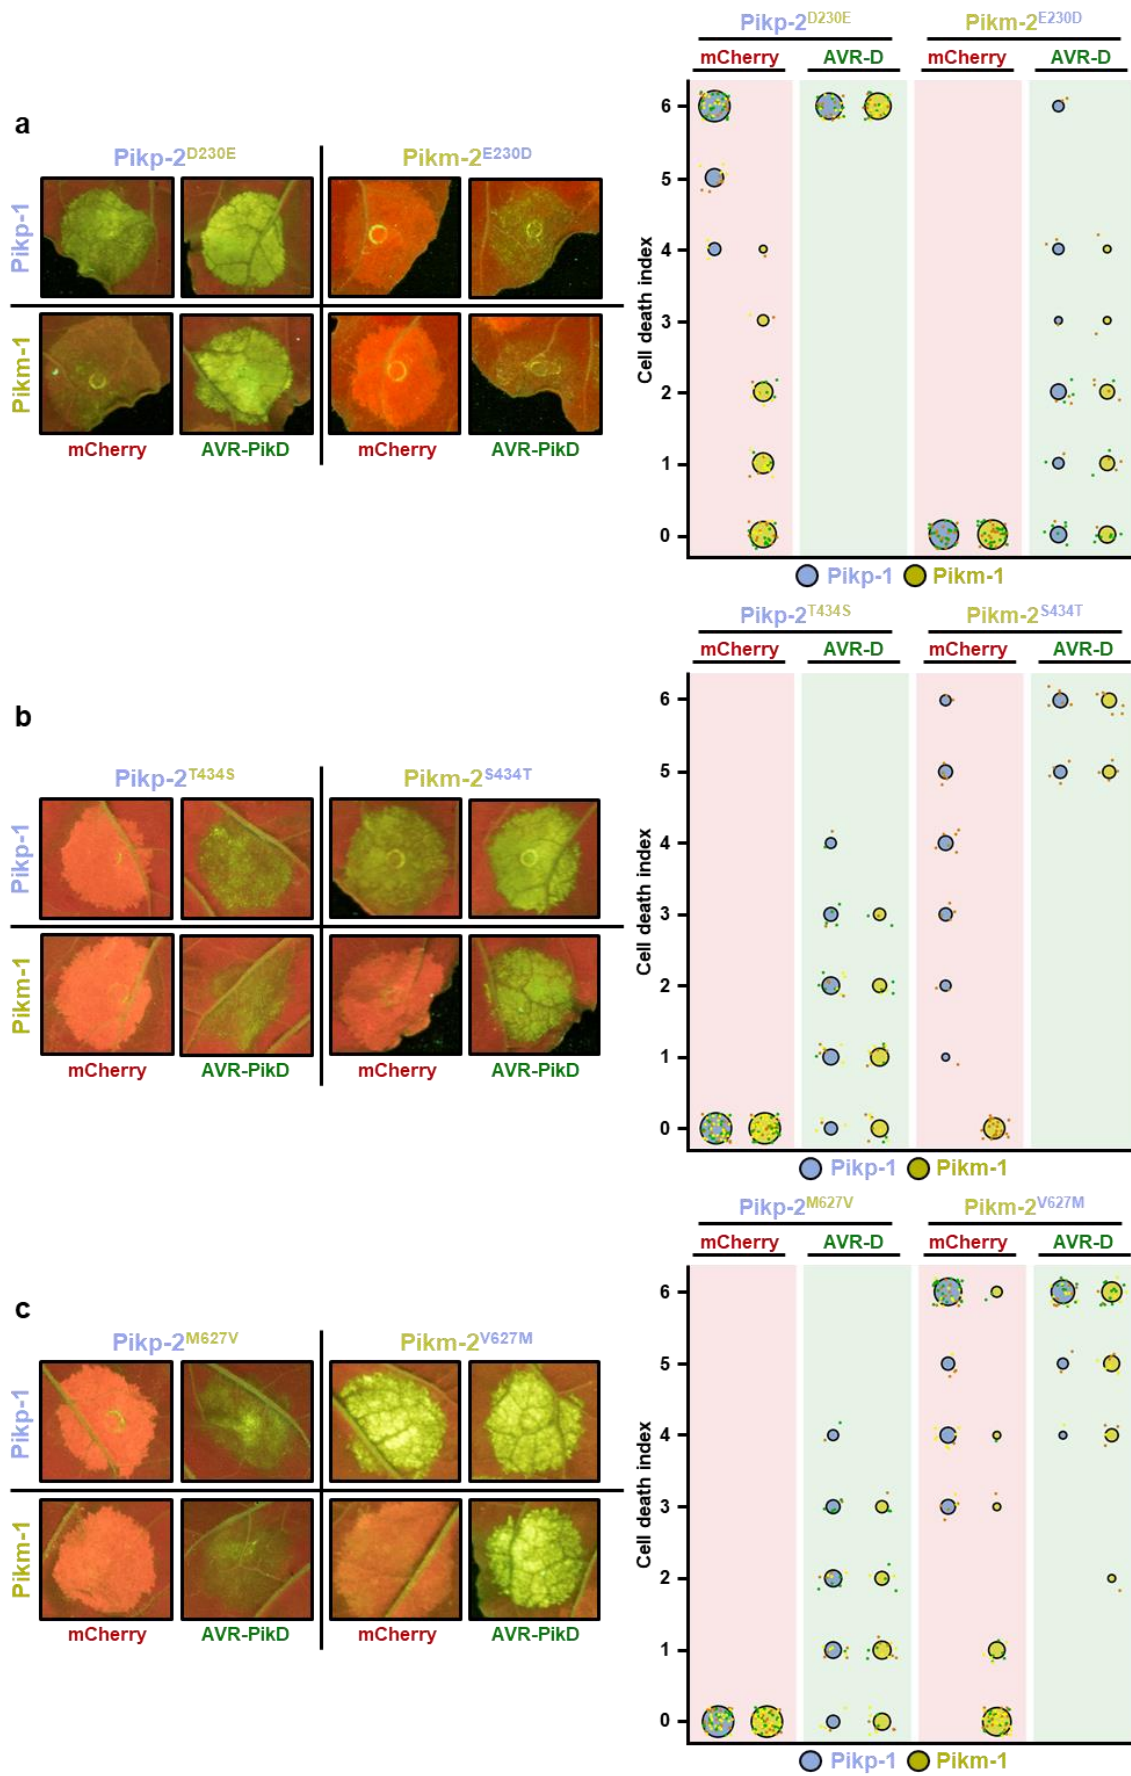 a
Pikp-2D230E Pikm-2E230D
Pikp-1
Pikm-1
mCherry AVR-PikD mCherry AVR-PikD
Pikp-2D230E Pikm-2E230D
mCherry AVR-D mCherry AVR-D
Cell death index
6
5
4
3
2
1
0
Pikp-1 Pikm-1
b
Pikp-2T434S Pikm-2S434T
Pikp-1
Pikm-1
mCherry AVR-PikD mCherry AVR-PikD
Pikp-2T434S Pikm-2S434T
mCherry AVR-D mCherry AVR-D
Cell death index
6
5
4
3
2
1
0
Pikp-1 Pikm-1
c
Pikp-2M627V Pikm-2V627M
Pikp-1
Pikm-1
mCherry AVR-PikD mCherry AVR-PikD
Pikp-2M627V Pikm-2V627M
mCherry AVR-D mCherry AVR-D
Cell death index
6
5
4
3
2
1
0
Pikp-1 Pikm-1